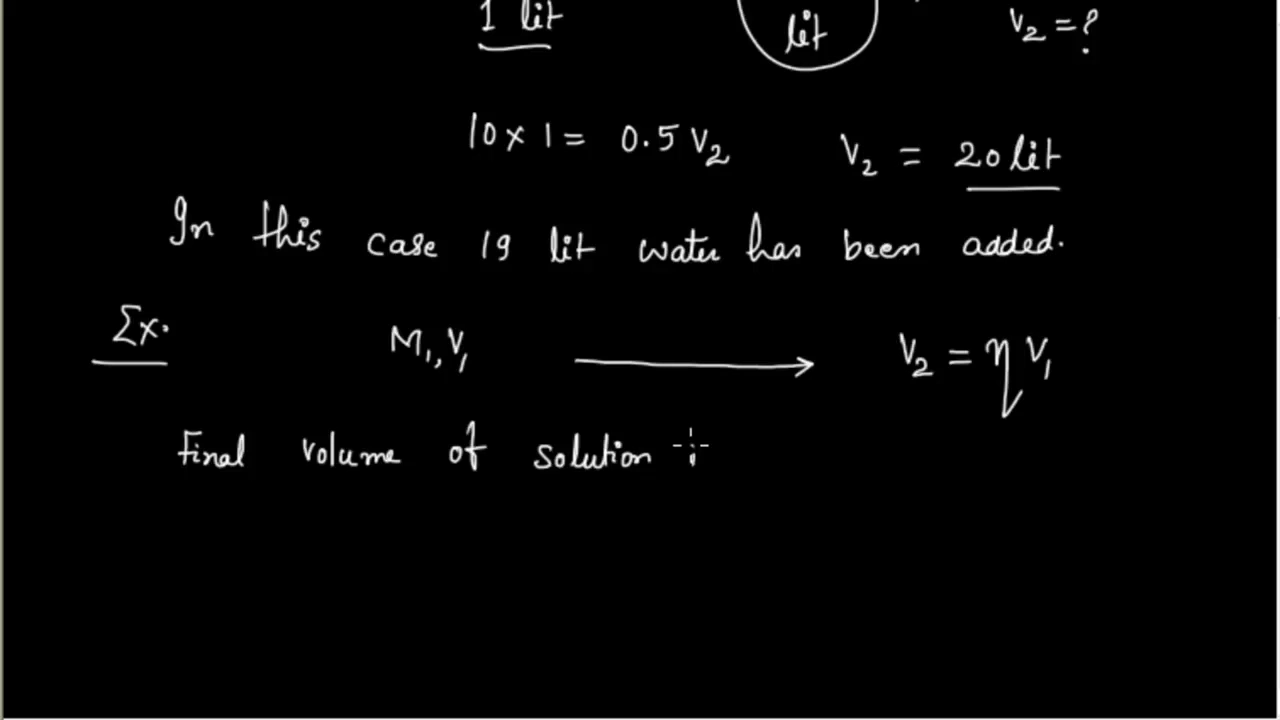 1 lit
lit
V₂ = ?
10 × 1 = 0.5 V₂ V₂ = 20 lit
In this case 19 lit water has been added.
Ex. M₁, V₁ → V₂ = η V₁
Final volume of solution i